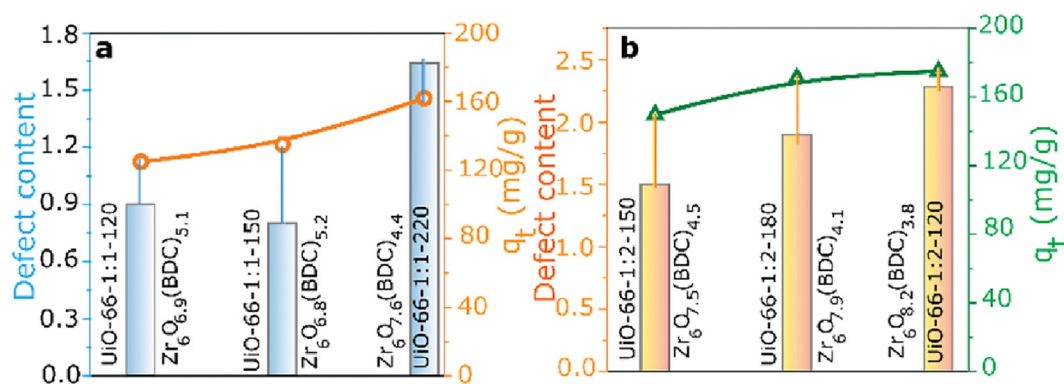 a
Defect content
1.8
1.5
1.2
0.9
0.6
0.3
0.0
UiO-66-1:1-120
Zr6O6.9(BDC)5.1
UiO-66-1:1-150
Zr6O6.8(BDC)5.2
Zr6O7.6(BDC)4.4
UiO-66-1:1-220
200
160
120
80
40
0
qt (mg/g)
b
Defect content
2.5
2.0
1.5
1.0
0.5
0.0
UiO-66-1:2-150
Zr6O7.5(BDC)4.5
UiO-66-1:2-180
Zr6O7.9(BDC)4.1
Zr6O8.2(BDC)3.8
UiO-66-1:2-120
200
160
120
80
40
0
qt (mg/g)